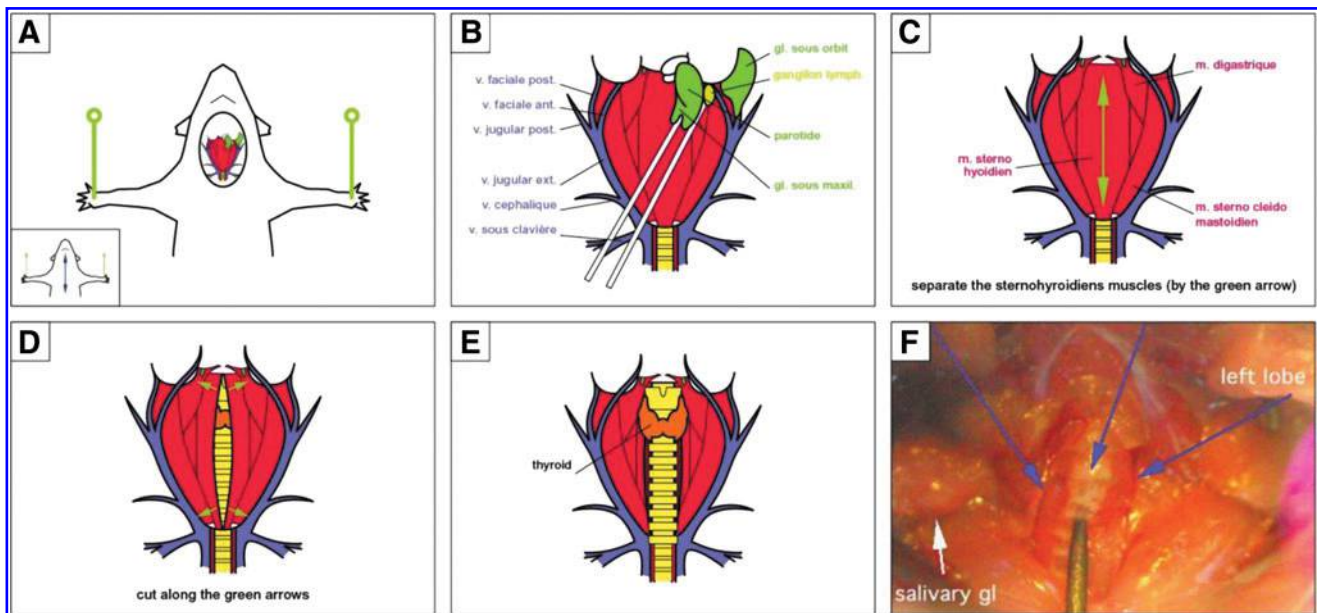 A
B
gl. sous orbit
ganglion lymph.
v. faciale post.
v. faciale ant.
v. jugular post.
parotide
v. jugular ext.
gl. sous maxil.
v. cephalique
v. sous clavière
C
m. digastrique
m. sterno
hyoidien
m. sterno cleido
mastoidien
separate the sternohyroidiens muscles (by the green arrow)
D
cut along the green arrows
E
thyroid
F
left lobe
salivary gl